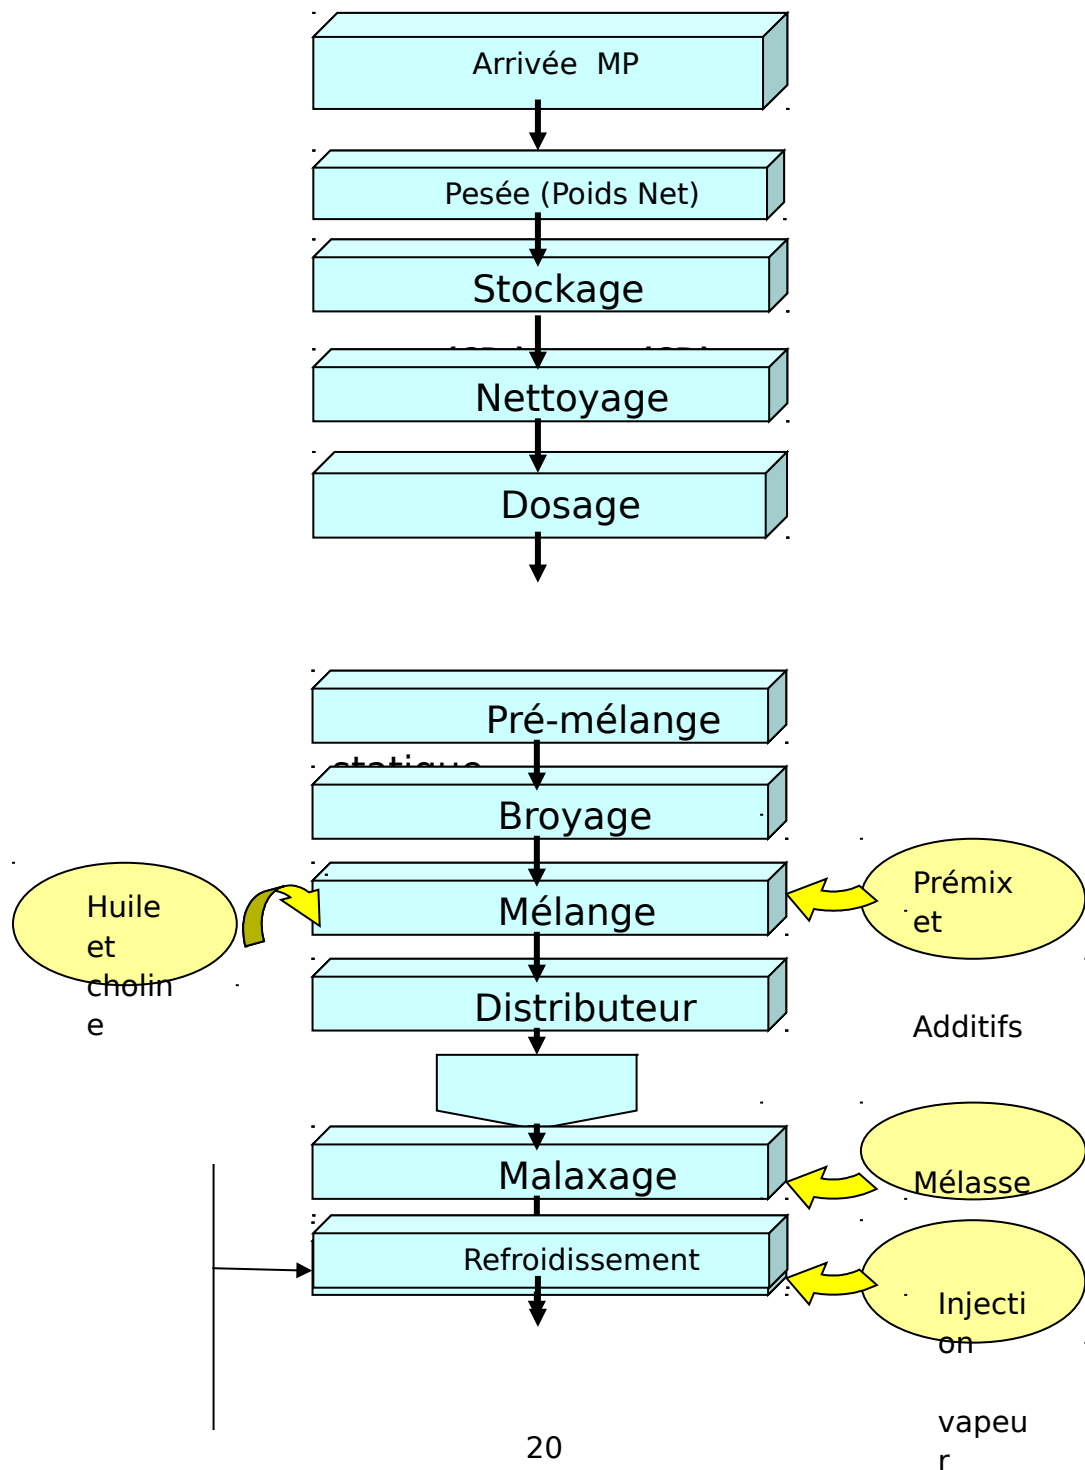 Arrivée MP
Pesée (Poids Net)
Stockage
Nettoyage
Dosage
Pré-mélange
statique
Broyage
Mélange
Huile
et
cholin
e
Prémix
et
Additifs
Distributeur
Malaxage
Mélasse
Refroidissement
Injecti
on
vapeu
r
20